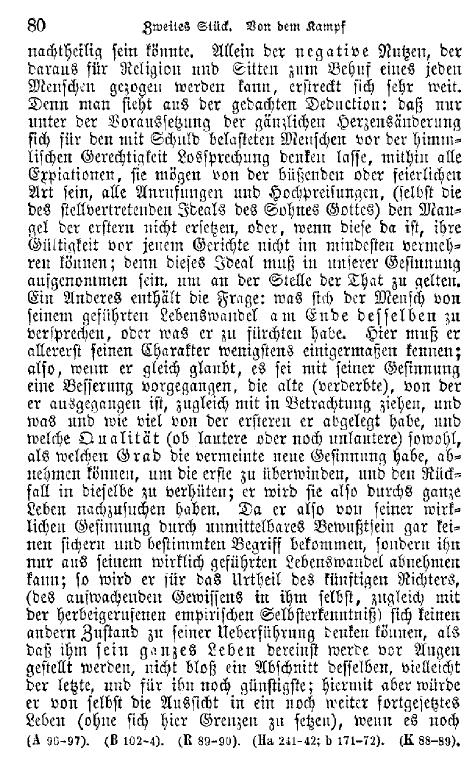 80 Zweites Stück. Von dem Kampf
nachtheilig sein könnte. Allein der negative Nutzen, der
daraus für Religion und Sitten zum Behuf eines jeden
Menschen gezogen werden kann, erstreckt sich sehr weit.
Denn man sieht aus der gedachten Deduction: daß nur
unter der Voraussetzung der gänzlichen Herzensänderung
sich für den mit Schuld belasteten Menschen vor der himm-
lischen Gerechtigkeit Lossprechung denken lasse, mithin alle
Expiationen, sie mögen von der büßenden oder feierlichen
Art sein, alle Anrufungen und Hochpreisungen, (selbst die
des stellvertretenden Ideals des Sohnes Gottes) den Man-
gel der erstern nicht ersetzen, oder, wenn diese da ist, ihre
Gültigkeit vor jenem Gerichte nicht im mindesten vermeh-
ren können; denn dieses Ideal muß in unserer Gesinnung
aufgenommen sein, um an der Stelle der That zu gelten.
Ein Anderes enthält die Frage: was sich der Mensch von
seinem geführten Lebenswandel am Ende desselben zu
versprechen, oder was er zu fürchten habe. Hier muß er
allererst seinen Charakter wenigstens einigermaßen kennen;
also, wenn er gleich glaubt, es sei mit seiner Gesinnung
eine Besserung vorgegangen, die alte (verderbte), von der
er ausgegangen ist, zugleich mit in Betrachtung ziehen, und
was und wie viel von der ersteren er abgelegt habe, und
welche Qualität (ob lautere oder noch unlautere) sowohl,
als welchen Grad die vermeinte neue Gesinnung habe, ab-
nehmen können, um die erste zu überwinden, und den Rück-
fall in dieselbe zu verhüten; er wird sie also durchs ganze
Leben nachzusuchen haben. Da er also von seiner wirk-
lichen Gesinnung durch unmittelbares Bewußtsein gar kei-
nen sichern und bestimmten Begriff bekommen, sondern ihn
nur aus seinem wirklich geführten Lebenswandel abnehmen
kann; so wird er für das Urtheil des künftigen Richters,
(des aufwachenden Gewissens in ihm selbst, zugleich mit
der herbeigerufenen empirischen Selbsterkenntniß) sich keinen
andern Zustand zu seiner Ueberführung denken können, als
daß ihm sein ganzes Leben dereinst werde vor Augen
gestellt werden, nicht bloß ein Abschnitt desselben, vielleicht
der letzte, und für ihn noch günstigste; hiermit aber würde
er von selbst die Aussicht in ein noch weiter fortgesetztes
Leben (ohne sich hier Grenzen zu setzen), wenn es noch
(A 96-97). (B 102-4). (R 89-90). (Ha 241-42; b 171-72). (K 88-89).